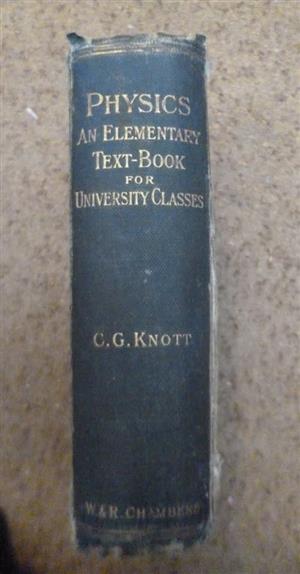 PHYSICS
AN ELEMENTARY
TEXT-BOOK
FOR
UNIVERSITY CLASSES
C. G. KNOTT
W & R. CHAMBERS